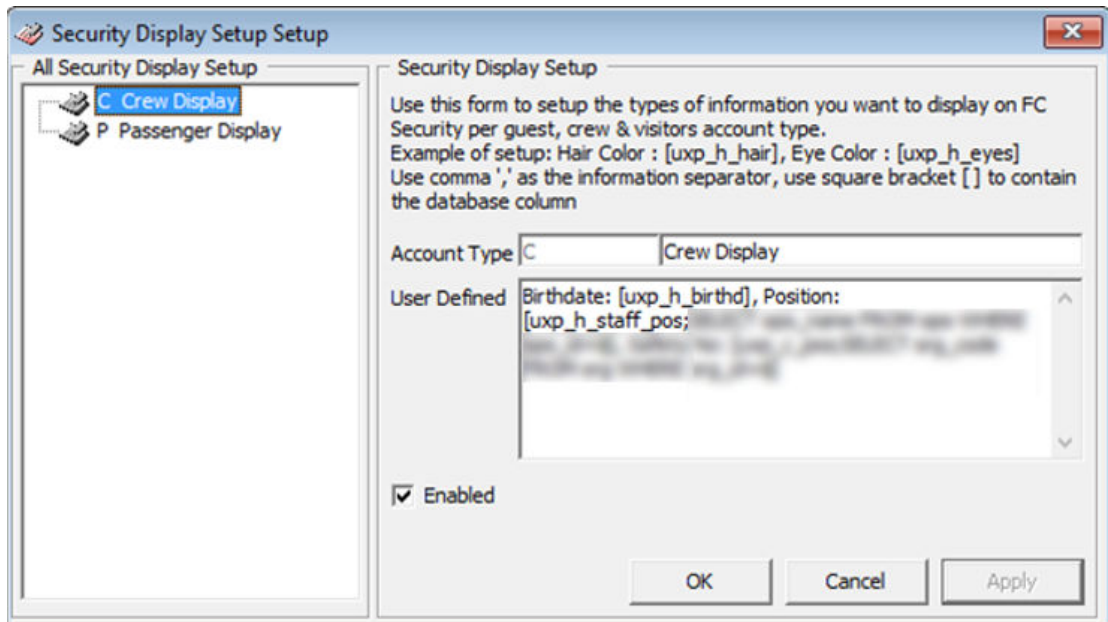 Security Display Setup Setup
All Security Display Setup
C Crew Display
P Passenger Display
Security Display Setup
Use this form to setup the types of information you want to display on FC
Security per guest, crew & visitors account type.
Example of setup: Hair Color : [uxp_h_hair], Eye Color : [uxp_h_eyes]
Use comma ',' as the information separator, use square bracket [ ] to contain
the database column
Account Type C Crew Display
User Defined Birthdate: [uxp_h_birthd], Position:
[uxp_h_staff_pos;
Enabled
OK Cancel Apply